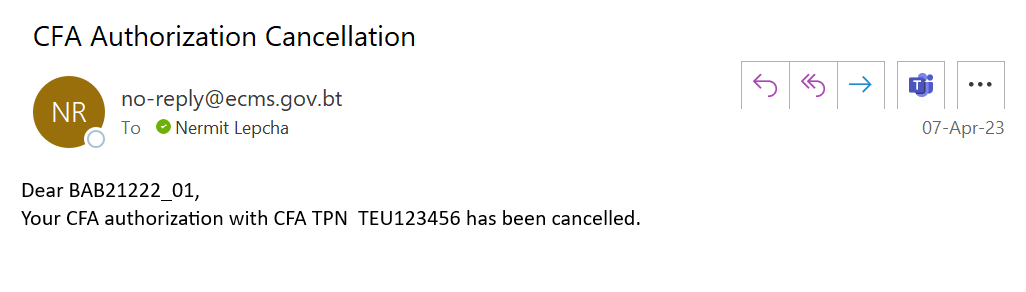 CFA Authorization Cancellation
NR
no-reply@ecms.gov.bt
To Nermit Lepcha
07-Apr-23
Dear BAB21222_01,
Your CFA authorization with CFA TPN  TEU123456 has been cancelled.